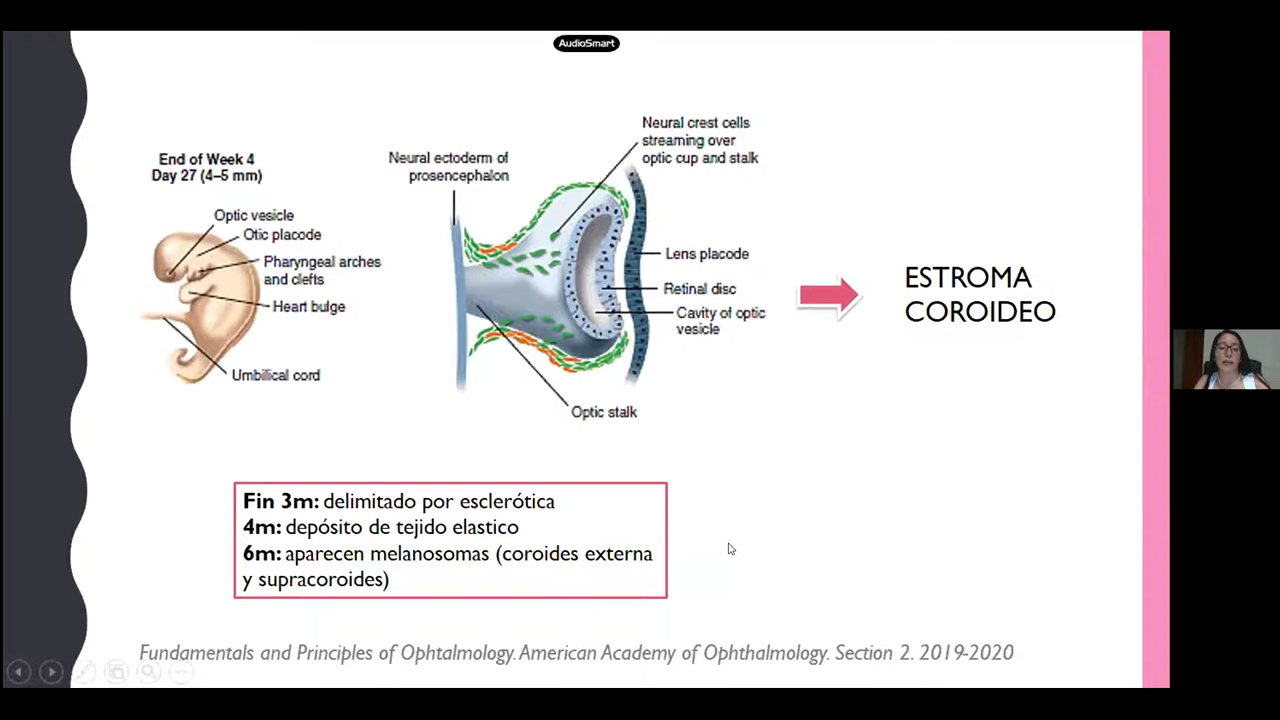 AudioSmart
End of Week 4
Day 27 (4–5 mm)
Optic vesicle
Otic placode
Pharyngeal arches
and clefts
Heart bulge
Umbilical cord
Neural ectoderm of
prosencephalon
Neural crest cells
streaming over
optic cup and stalk
Lens placode
Retinal disc
Cavity of optic
vesicle
Optic stalk
ESTROMA
COROIDEO
Fin 3m: delimitado por esclerótica
4m: depósito de tejido elastico
6m: aparecen melanosomas (coroides externa
y supracoroides)
Fundamentals and Principles of Ophtalmology. American Academy of Ophthalmology. Section 2. 2019-2020